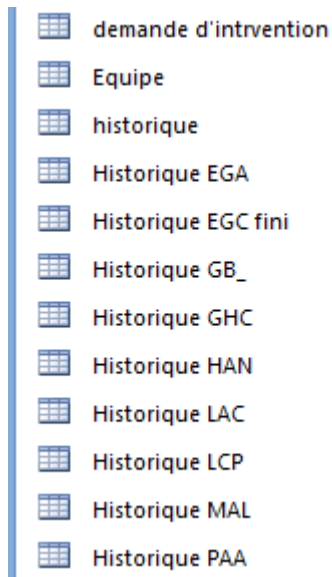 demande d'intrvention
Equipe
historique
Historique EGA
Historique EGC fini
Historique GB_
Historique GHC
Historique HAN
Historique LAC
Historique LCP
Historique MAL
Historique PAA